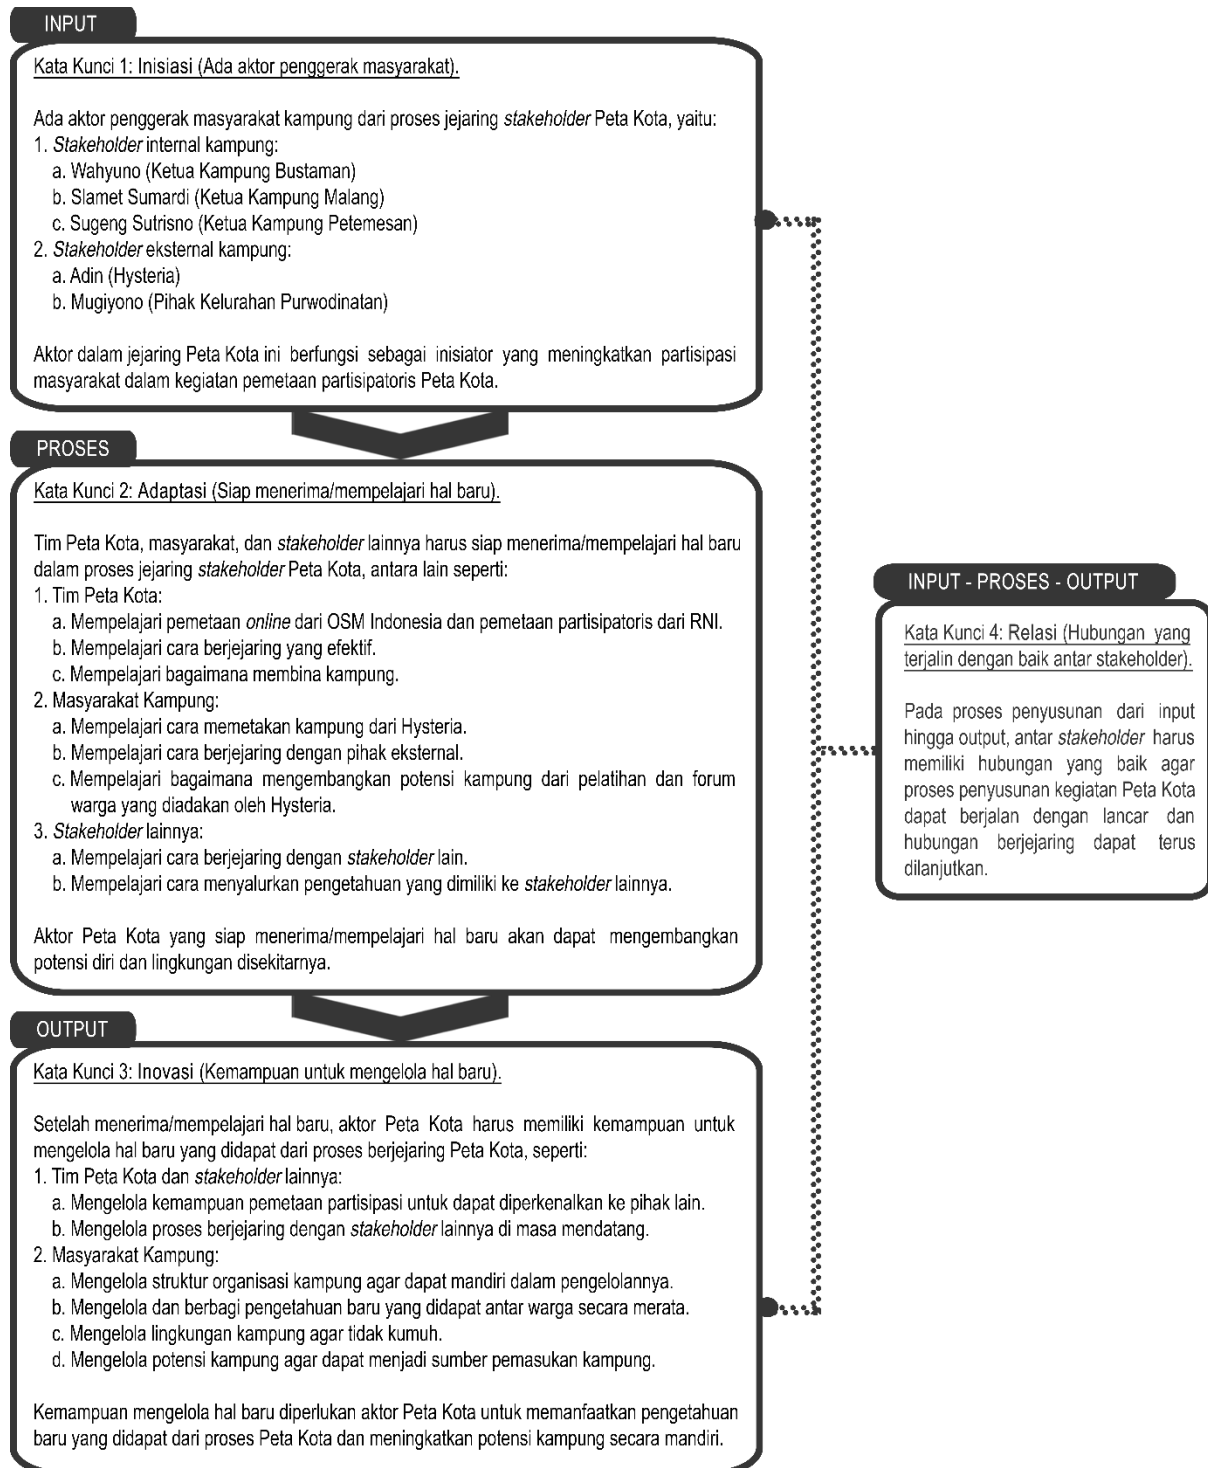 INPUT
Kata Kunci 1: Inisiasi (Ada aktor penggerak masyarakat).
Ada aktor penggerak masyarakat kampung dari proses jejaring stakeholder Peta Kota, yaitu:
1. Stakeholder internal kampung:
a. Wahyuno (Ketua Kampung Bustaman)
b. Slamet Sumardi (Ketua Kampung Malang)
c. Sugeng Sutrisno (Ketua Kampung Petemesan)
2. Stakeholder eksternal kampung:
a. Adin (Hysteria)
b. Mugiyono (Pihak Kelurahan Purwodinatan)
Aktor dalam jejaring Peta Kota ini berfungsi sebagai inisiator yang meningkatkan partisipasi
masyarakat dalam kegiatan pemetaan partisipatoris Peta Kota.
PROSES
Kata Kunci 2: Adaptasi (Siap menerima/mempelajari hal baru).
Tim Peta Kota, masyarakat, dan stakeholder lainnya harus siap menerima/mempelajari hal baru
dalam proses jejaring stakeholder Peta Kota, antara lain seperti:
1. Tim Peta Kota:
a. Mempelajari pemetaan online dari OSM Indonesia dan pemetaan partisipatoris dari RNI.
b. Mempelajari cara berjejaring yang efektif.
c. Mempelajari bagaimana membina kampung.
2. Masyarakat Kampung:
a. Mempelajari cara memetakan kampung dari Hysteria.
b. Mempelajari cara berjejaring dengan pihak eksternal.
c. Mempelajari bagaimana mengembangkan potensi kampung dari pelatihan dan forum
warga yang diadakan oleh Hysteria.
3. Stakeholder lainnya:
a. Mempelajari cara berjejaring dengan stakeholder lain.
b. Mempelajari cara menyalurkan pengetahuan yang dimiliki ke stakeholder lainnya.
Aktor Peta Kota yang siap menerima/mempelajari hal baru akan dapat mengembangkan
potensi diri dan lingkungan disekitarnya.
OUTPUT
Kata Kunci 3: Inovasi (Kemampuan untuk mengelola hal baru).
Setelah menerima/mempelajari hal baru, aktor Peta Kota harus memiliki kemampuan untuk
mengelola hal baru yang didapat dari proses berjejaring Peta Kota, seperti:
1. Tim Peta Kota dan stakeholder lainnya:
a. Mengelola kemampuan pemetaan partisipasi untuk dapat diperkenalkan ke pihak lain.
b. Mengelola proses berjejaring dengan stakeholder lainnya di masa mendatang.
2. Masyarakat Kampung:
a. Mengelola struktur organisasi kampung agar dapat mandiri dalam pengelolannya.
b. Mengelola dan berbagi pengetahuan baru yang didapat antar warga secara merata.
c. Mengelola lingkungan kampung agar tidak kumuh.
d. Mengelola potensi kampung agar dapat menjadi sumber pemasukan kampung.
Kemampuan mengelola hal baru diperlukan aktor Peta Kota untuk memanfaatkan pengetahuan
baru yang didapat dari proses Peta Kota dan meningkatkan potensi kampung secara mandiri.
INPUT - PROSES - OUTPUT
Kata Kunci 4: Relasi (Hubungan yang
terjalin dengan baik antar stakeholder).
Pada proses penyusunan dari input
hingga output, antar stakeholder harus
memiliki hubungan yang baik agar
proses penyusunan kegiatan Peta Kota
dapat berjalan dengan lancar dan
hubungan berjejaring dapat terus
dilanjutkan.